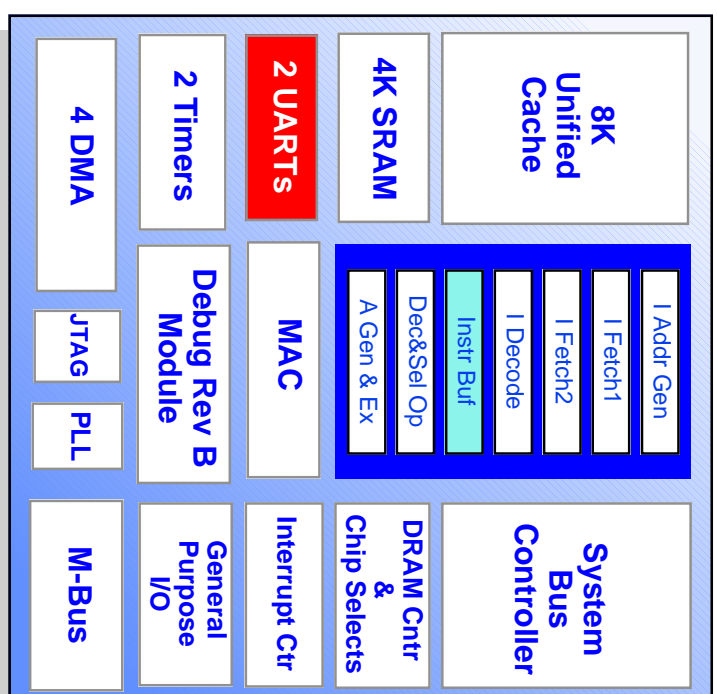 8K
Unified
Cache
I Addr Gen
I Fetch1
I Fetch2
I Decode
Instr Buf
Dec&Sel Op
A Gen & Ex
System
Bus
Controller
4K SRAM
DRAM Cntr
&
Chip Selects
2 UARTs
MAC
Interrupt Ctr
2 Timers
Debug Rev B
Module
General
Purpose
I/O
4 DMA
JTAG
PLL
M-Bus